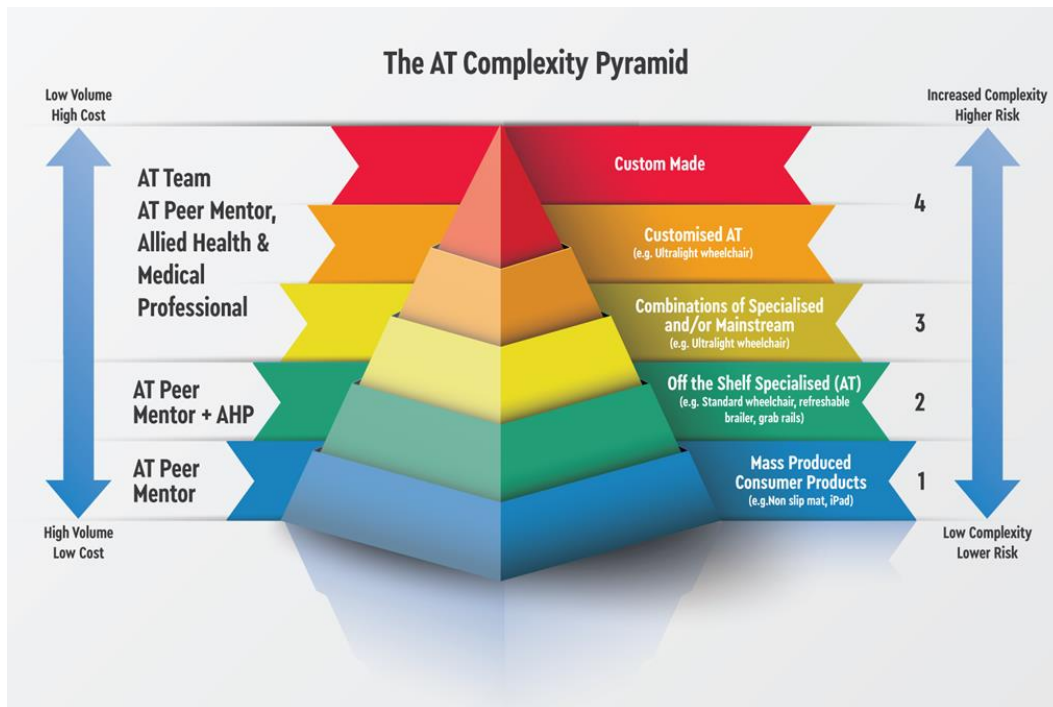 The AT Complexity Pyramid
Low Volume
High Cost
Increased Complexity
Higher Risk
AT Team
AT Peer Mentor,
Allied Health &
Medical
Professional
Custom Made
4
Customised AT
(e.g. Ultralight wheelchair)
Combinations of Specialised
and/or Mainstream
(e.g. Ultralight wheelchair)
3
AT Peer
Mentor + AHP
Off the Shelf Specialised (AT)
(e.g. Standard wheelchair, refreshable
brailer, grab rails)
2
AT Peer
Mentor
Mass Produced
Consumer Products
(e.g.Non slip mat, iPad)
1
High Volume
Low Cost
Low Complexity
Lower Risk